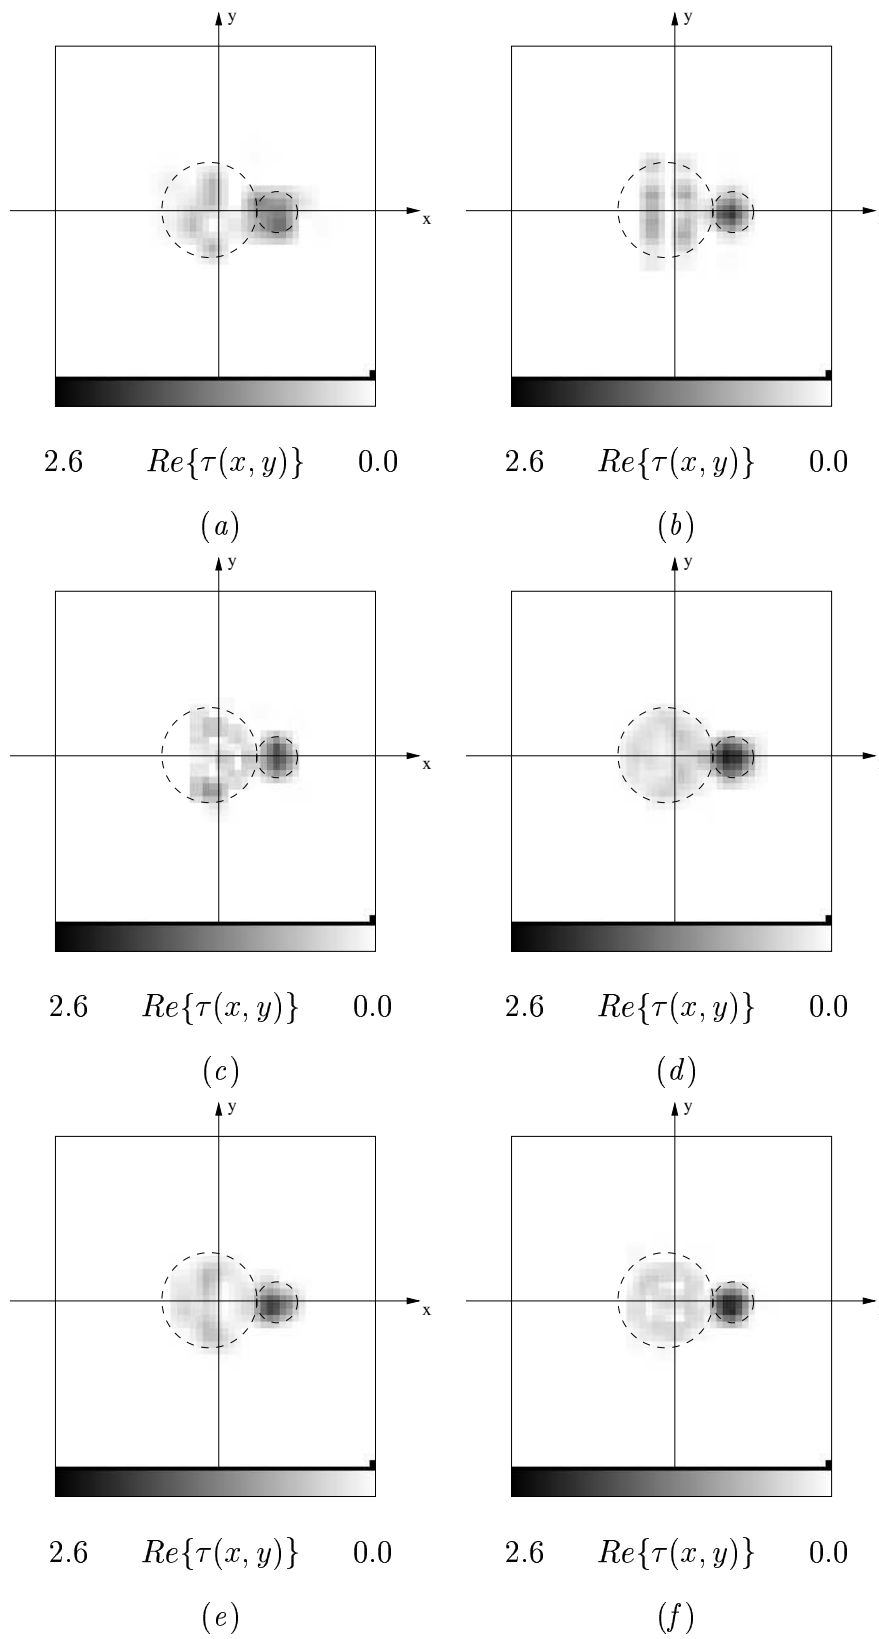 y
y
x
2.6 Re{τ(x, y)} 0.0
2.6 Re{τ(x, y)} 0.0
(a)
(b)
y
y
x
2.6 Re{τ(x, y)} 0.0
2.6 Re{τ(x, y)} 0.0
(c)
(d)
y
y
x
2.6 Re{τ(x, y)} 0.0
2.6 Re{τ(x, y)} 0.0
(e)
(f)